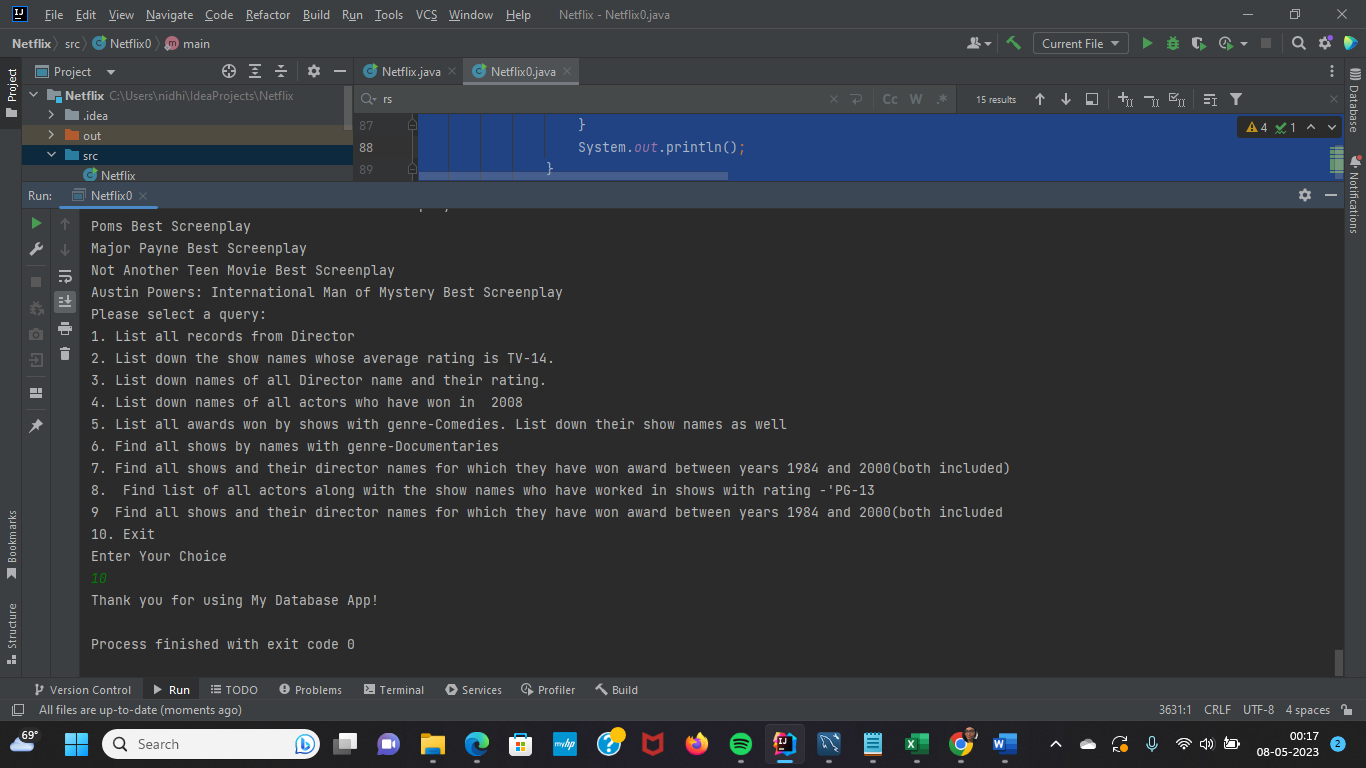 File Edit View Navigate Code Refactor Build Run Tools VCS Window Help Netflix - Netflix0.java
Netflix src Netflix0 main Current File
Project Netflix.java Netflix0.java
Project
Netflix C:\Users\nidhi\IdeaProjects\Netflix
.idea
out
src
Netflix
rs Cc W .* 15 results
87 }
88 System.out.println();
89 }
4 1
Database
Notifications
Run: Netflix0
Poms Best Screenplay
Major Payne Best Screenplay
Not Another Teen Movie Best Screenplay
Austin Powers: International Man of Mystery Best Screenplay
Please select a query:
1. List all records from Director
2. List down the show names whose average rating is TV-14.
3. List down names of all Director name and their rating.
4. List down names of all actors who have won in  2008
5. List all awards won by shows with genre-Comedies. List down their show names as well
6. Find all shows by names with genre-Documentaries
7. Find all shows and their director names for which they have won award between years 1984 and 2000(both included)
8.  Find list of all actors along with the show names who have worked in shows with rating -'PG-13
9  Find all shows and their director names for which they have won award between years 1984 and 2000(both included
10. Exit
Enter Your Choice
10
Thank you for using My Database App!
Process finished with exit code 0
Bookmarks
Structure
Version Control Run TODO Problems Terminal Services Profiler Build
All files are up-to-date (moments ago) 3631:1 CRLF UTF-8 4 spaces
69° Search myhp 00:17
08-05-2023 2